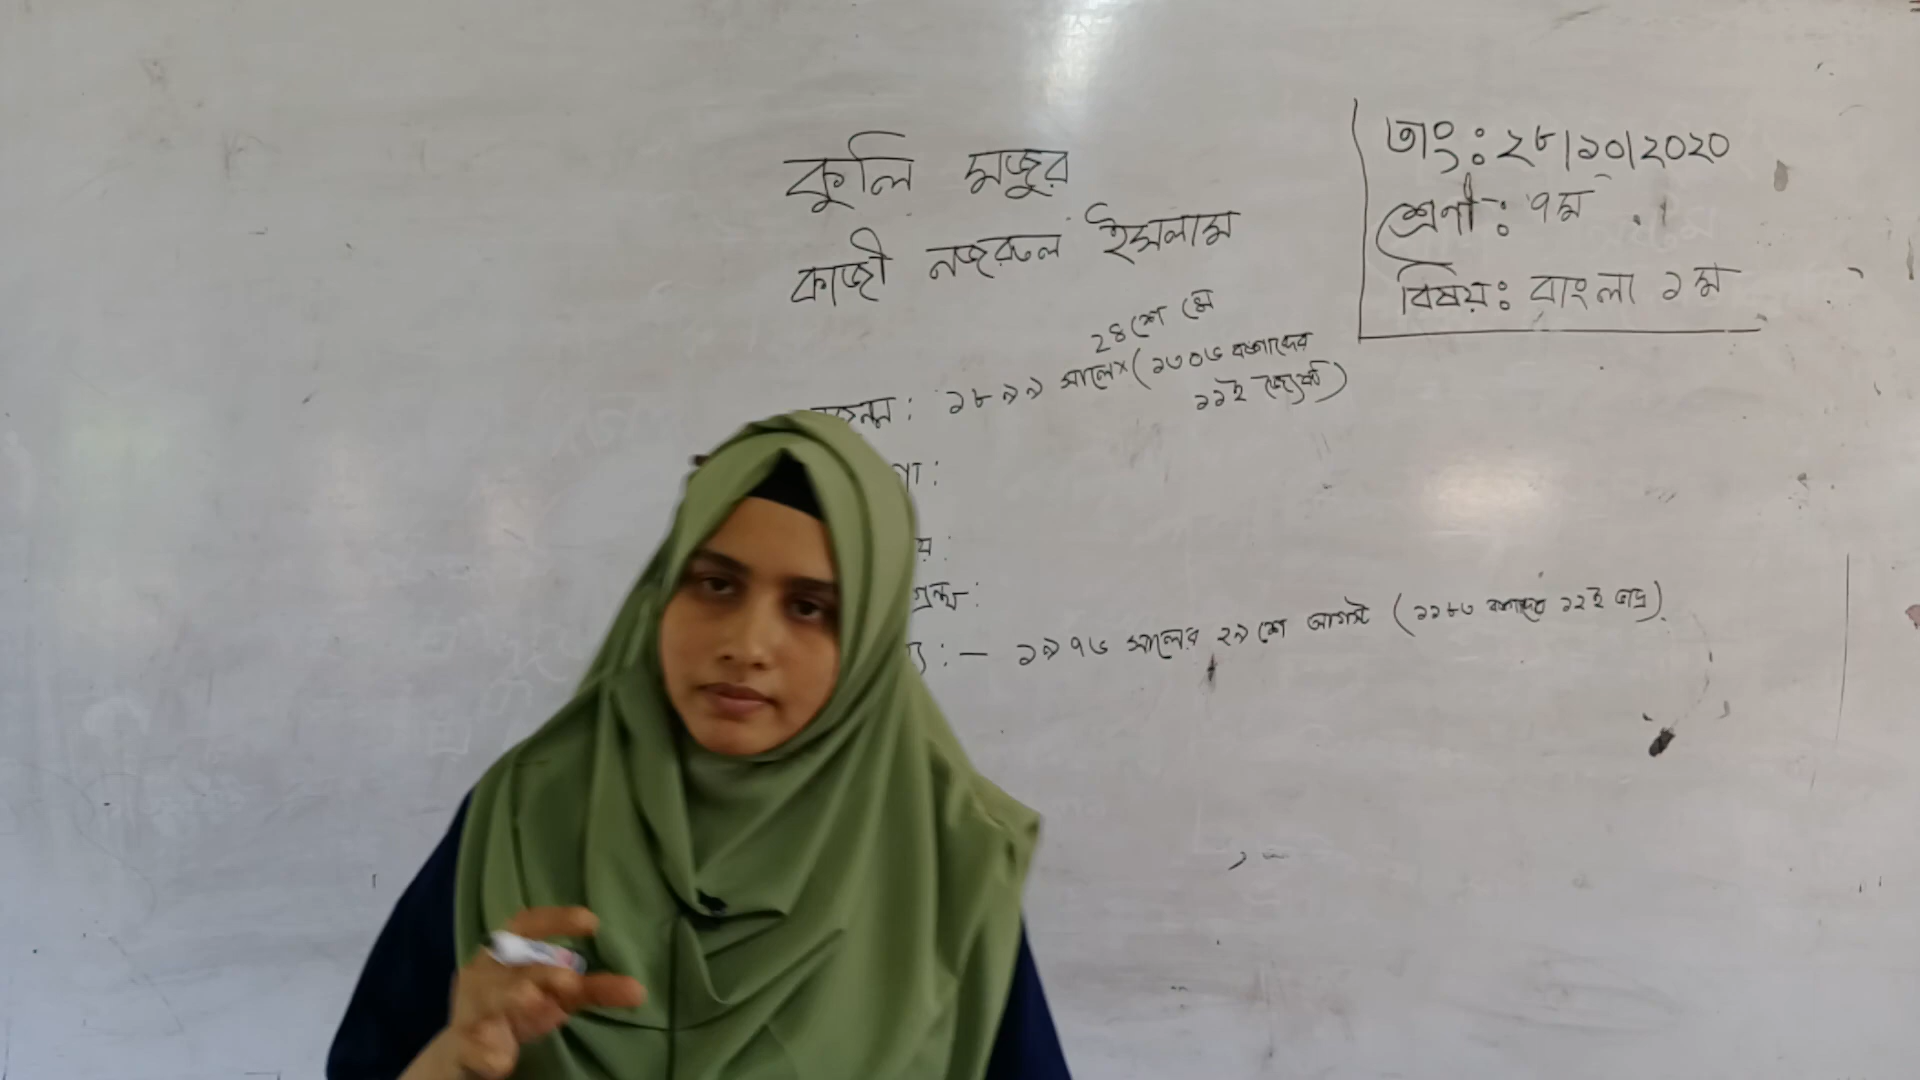 কুলি মজুর
কাজী নজরুল ইসলাম
তাং: ২৮/১০/২০২০
শ্রেণী: ৭ম
বিষয়: বাংলা ১ম
২৪শে মে
জন্ম: ১৮৯৯ সালে (১৩০৬ বঙ্গাব্দের
১১ই জ্যৈষ্ঠ)
১৯৭৬ সালের ২৯শে আগস্ট ( বঙ্গাব্দের ১২ই ভাদ্র)